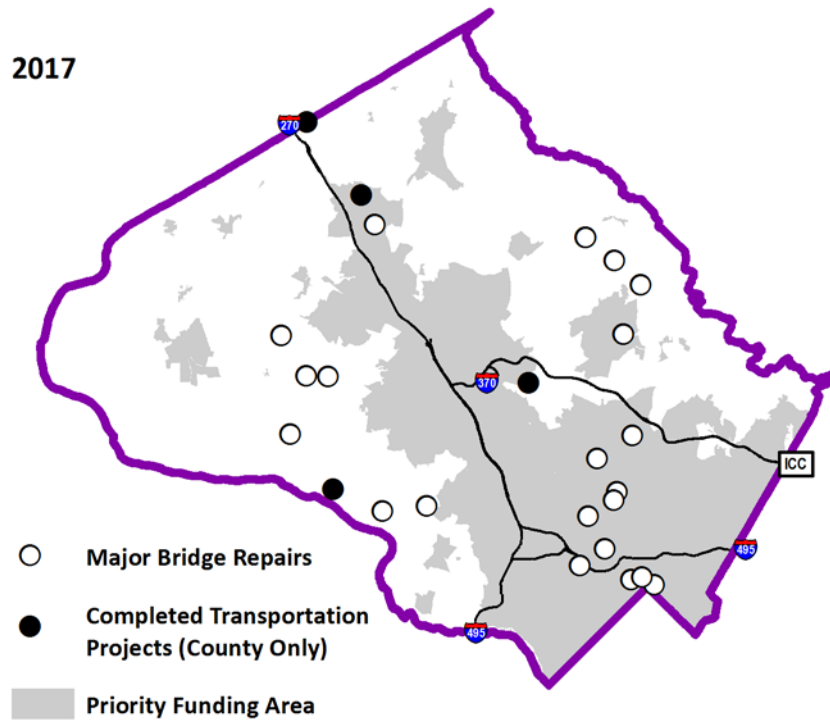 2017
270
370
ICC
495
495
Major Bridge Repairs
Completed Transportation
Projects (County Only)
Priority Funding Area